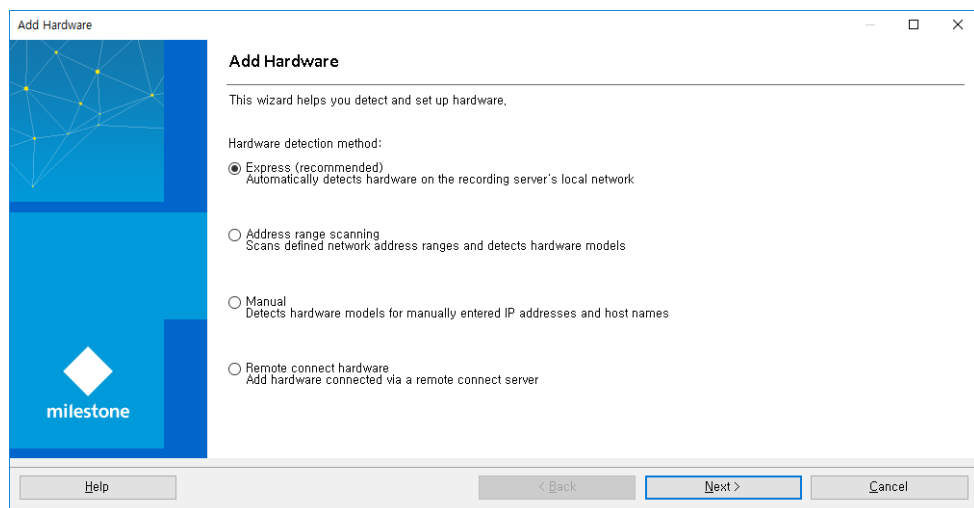 Add Hardware
Add Hardware
This wizard helps you detect and set up hardware.
Hardware detection method:
Express (recommended)
Automatically detects hardware on the recording server's local network
Address range scanning
Scans defined network address ranges and detects hardware models
Manual
Detects hardware models for manually entered IP addresses and host names
Remote connect hardware
Add hardware connected via a remote connect server
milestone
Help
< Back
Next >
Cancel